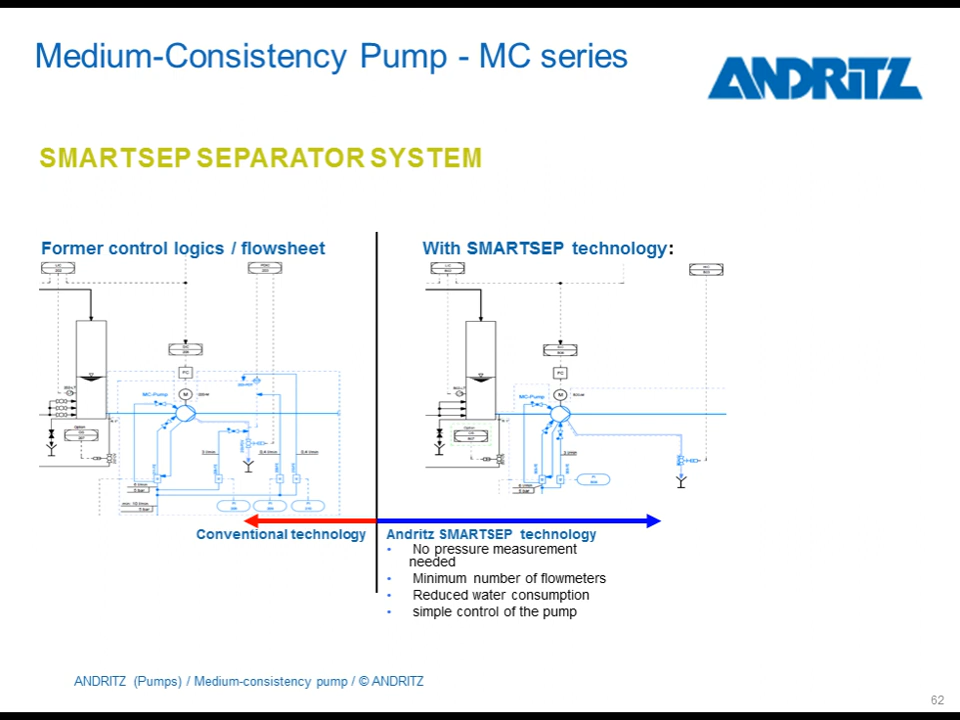 Medium-Consistency Pump - MC series
ANDRITZ
SMARTSEP SEPARATOR SYSTEM
Former control logics / flowsheet
With SMARTSEP technology:
MC-Pump
M
FC
MC-Pump
M
FC
Conventional technology
Andritz SMARTSEP technology
• No pressure measurement
needed
• Minimum number of flowmeters
• Reduced water consumption
• simple control of the pump
ANDRITZ (Pumps) / Medium-consistency pump / © ANDRITZ
62